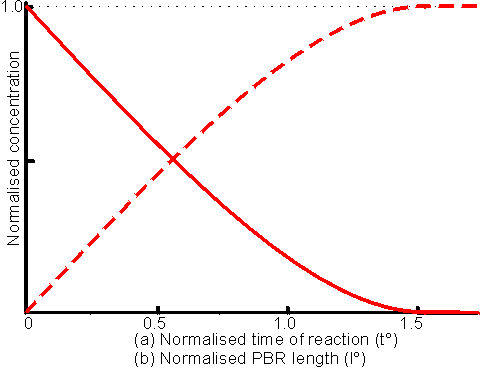 1.0
Normalised concentration
0 0.5 1.0 1.5
(a) Normalised time of reaction (t°)
(b) Normalised PBR length (l°)